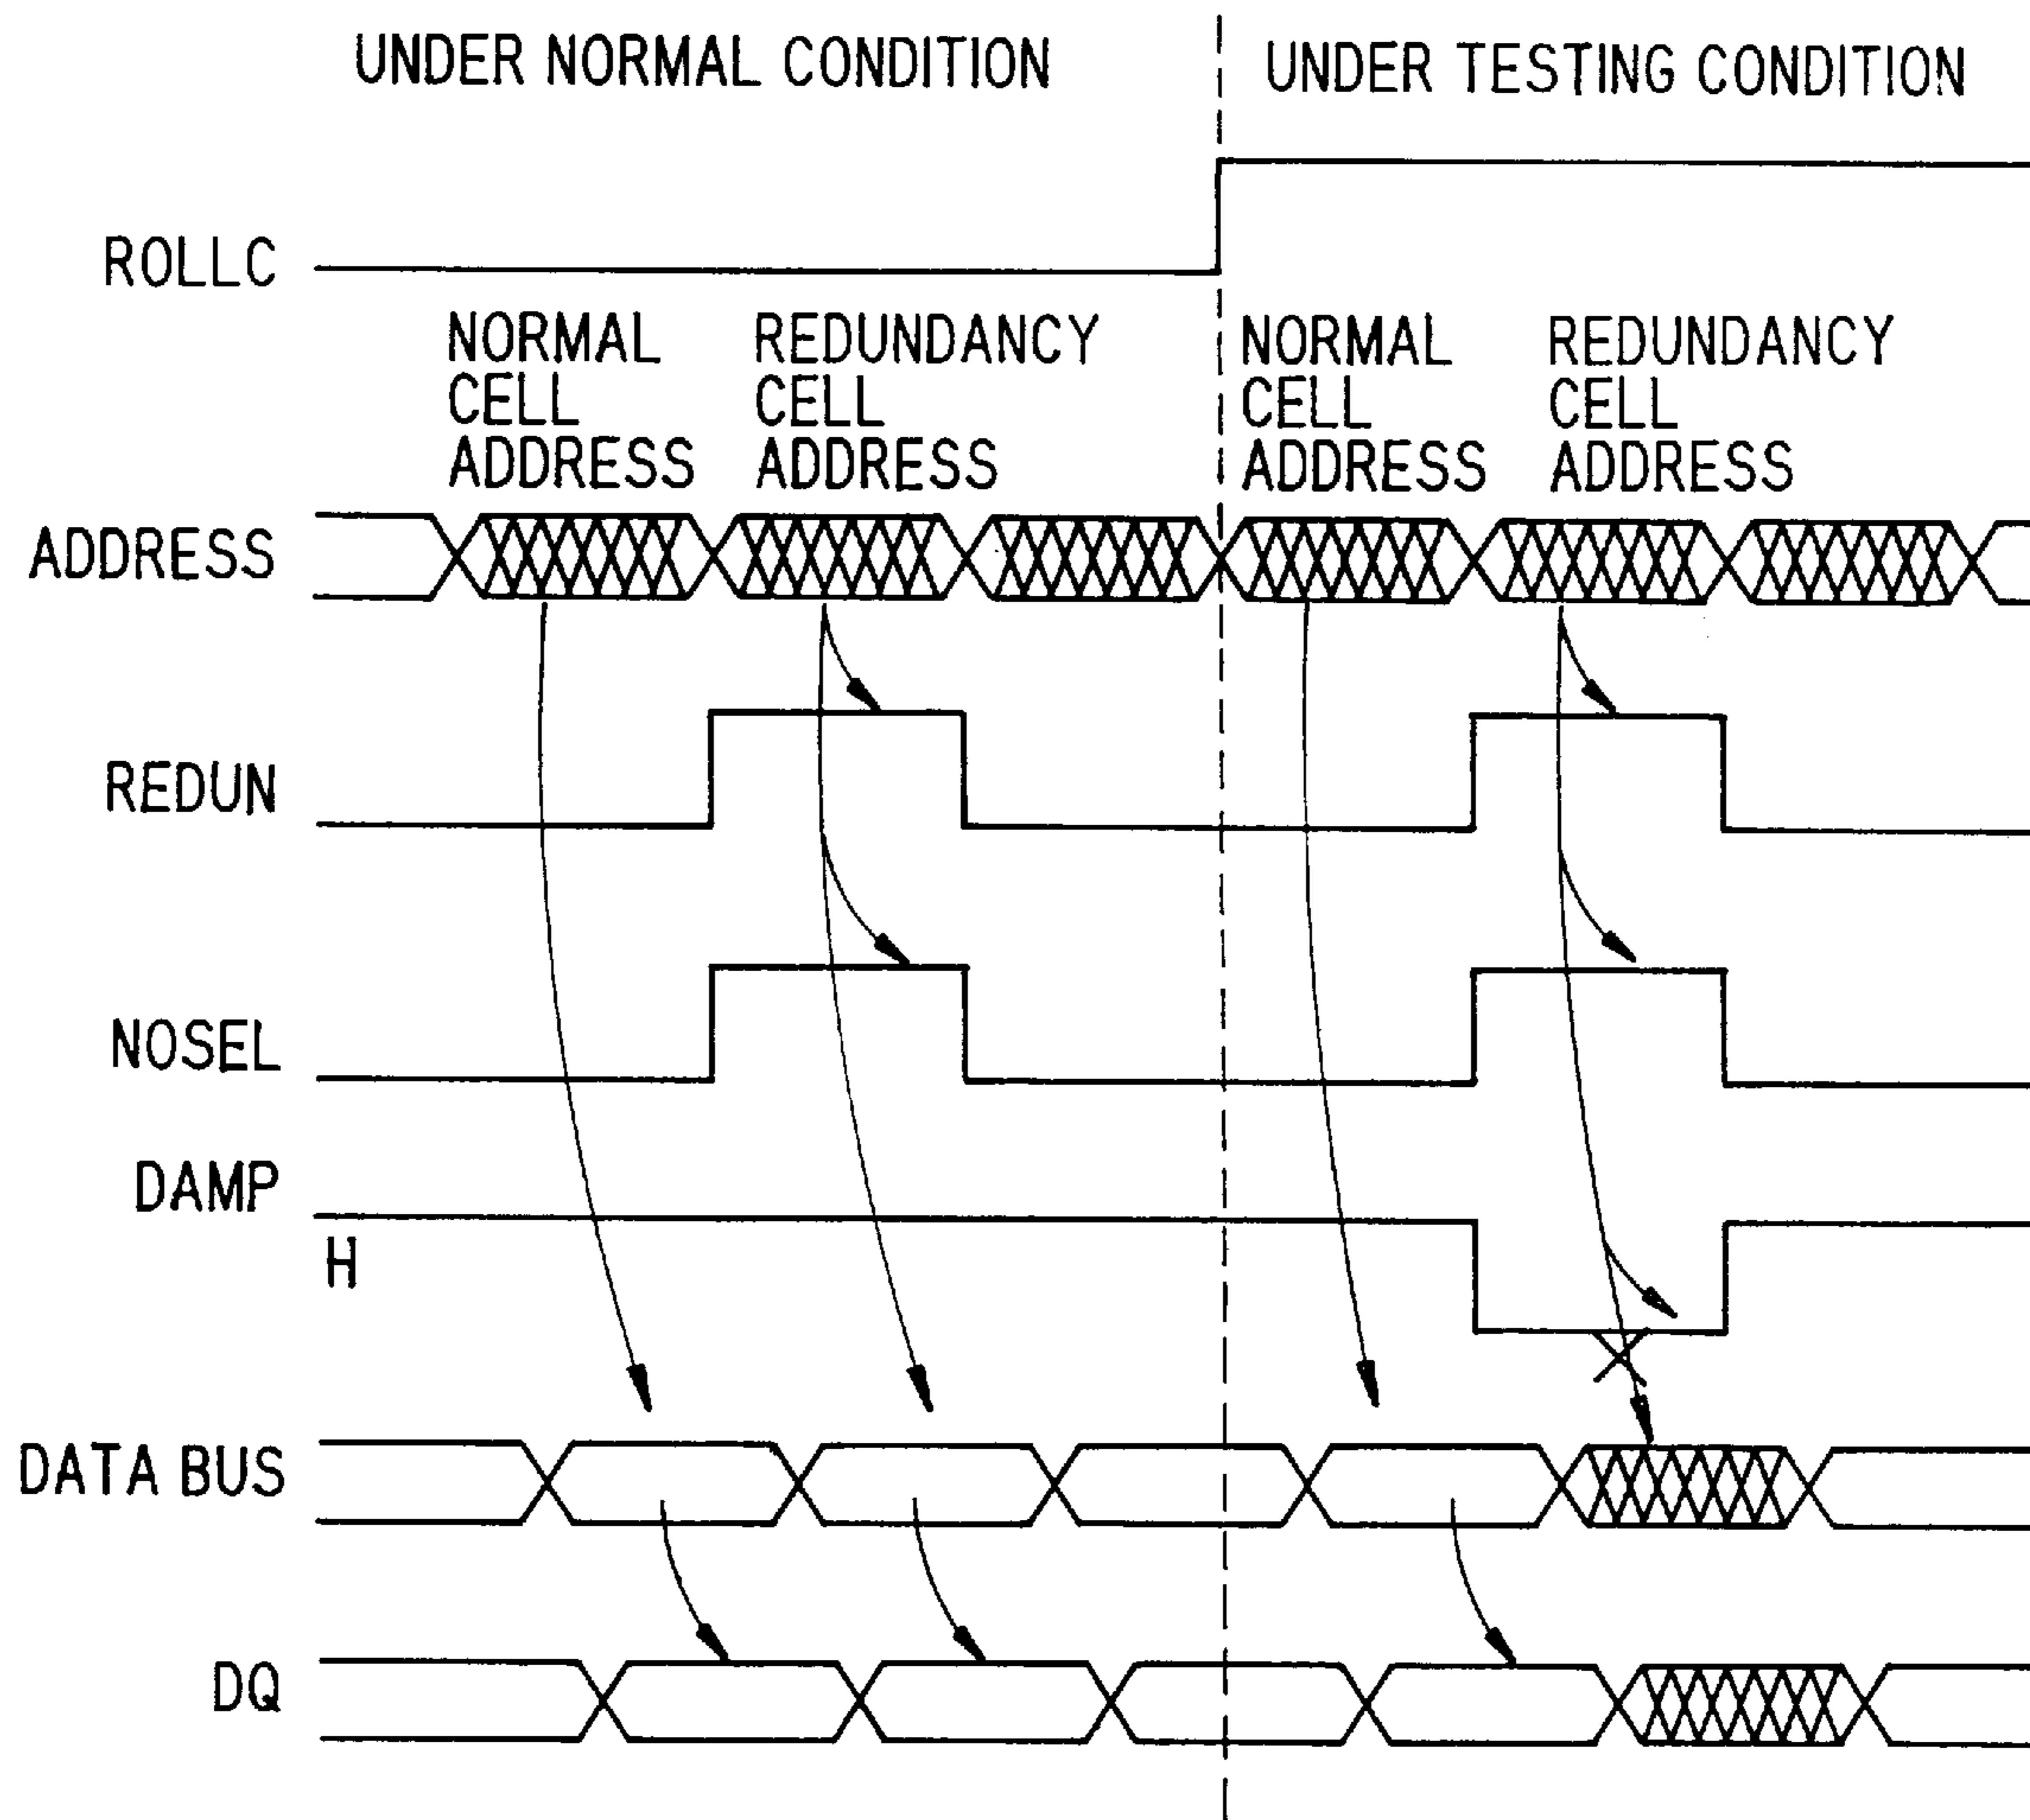 UNDER NORMAL CONDITION
UNDER TESTING CONDITION
ROLLC
NORMAL
CELL
ADDRESS
REDUNDANCY
CELL
ADDRESS
NORMAL
CELL
ADDRESS
REDUNDANCY
CELL
ADDRESS
ADDRESS
REDUN
NOSEL
DAMP
H
DATA BUS
DQ